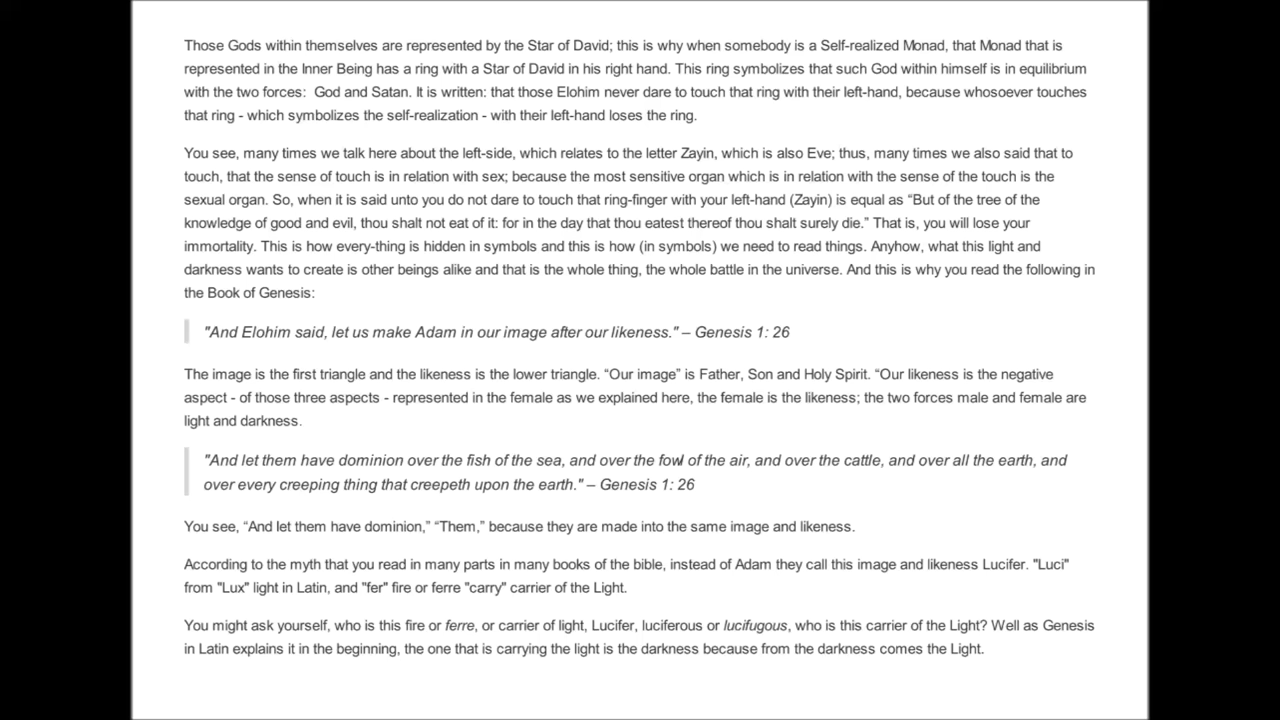 Those Gods within themselves are represented by the Star of David; this is why when somebody is a Self-realized Monad, that Monad that is
represented in the Inner Being has a ring with a Star of David in his right hand. This ring symbolizes that such God within himself is in equilibrium
with the two forces:  God and Satan. It is written: that those Elohim never dare to touch that ring with their left-hand, because whosoever touches
that ring - which symbolizes the self-realization - with their left-hand loses the ring.
You see, many times we talk here about the left-side, which relates to the letter Zayin, which is also Eve; thus, many times we also said that to
touch, that the sense of touch is in relation with sex; because the most sensitive organ which is in relation with the sense of the touch is the
sexual organ. So, when it is said unto you do not dare to touch that ring-finger with your left-hand (Zayin) is equal as “But of the tree of the
knowledge of good and evil, thou shalt not eat of it: for in the day that thou eatest thereof thou shalt surely die.” That is, you will lose your
immortality. This is how every-thing is hidden in symbols and this is how (in symbols) we need to read things. Anyhow, what this light and
darkness wants to create is other beings alike and that is the whole thing, the whole battle in the universe. And this is why you read the following in
the Book of Genesis:
"And Elohim said, let us make Adam in our image after our likeness." – Genesis 1: 26
The image is the first triangle and the likeness is the lower triangle. “Our image” is Father, Son and Holy Spirit. “Our likeness is the negative
aspect - of those three aspects - represented in the female as we explained here, the female is the likeness; the two forces male and female are
light and darkness.
"And let them have dominion over the fish of the sea, and over the fowl of the air, and over the cattle, and over all the earth, and
over every creeping thing that creepeth upon the earth." – Genesis 1: 26
You see, “And let them have dominion,” “Them,” because they are made into the same image and likeness.
According to the myth that you read in many parts in many books of the bible, instead of Adam they call this image and likeness Lucifer. "Luci"
from "Lux" light in Latin, and "fer" fire or ferre "carry" carrier of the Light.
You might ask yourself, who is this fire or ferre, or carrier of light, Lucifer, luciferous or lucifugous, who is this carrier of the Light? Well as Genesis
in Latin explains it in the beginning, the one that is carrying the light is the darkness because from the darkness comes the Light.